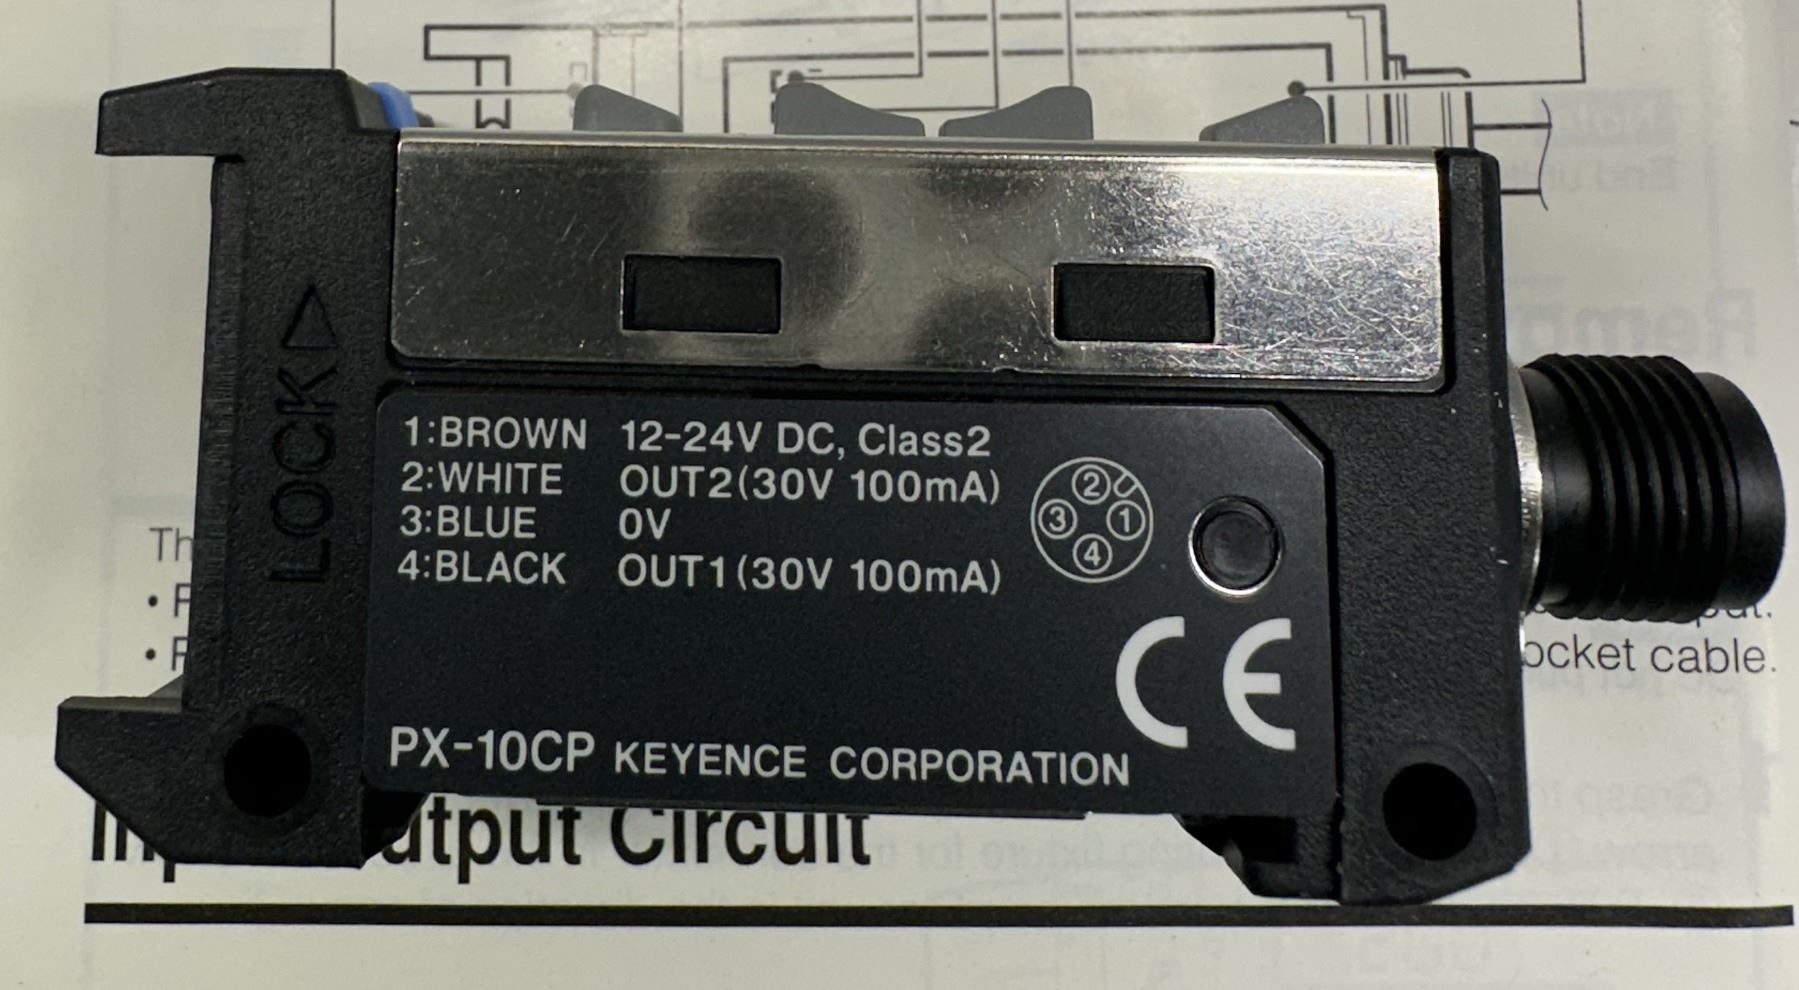 LOCK
1:BROWN 12-24V DC, Class2
2:WHITE OUT2(30V 100mA)
3:BLUE 0V
4:BLACK OUT1(30V 100mA)
2
3 1
4
CE
PX-10CP KEYENCE CORPORATION
ocket cable.
Circuit